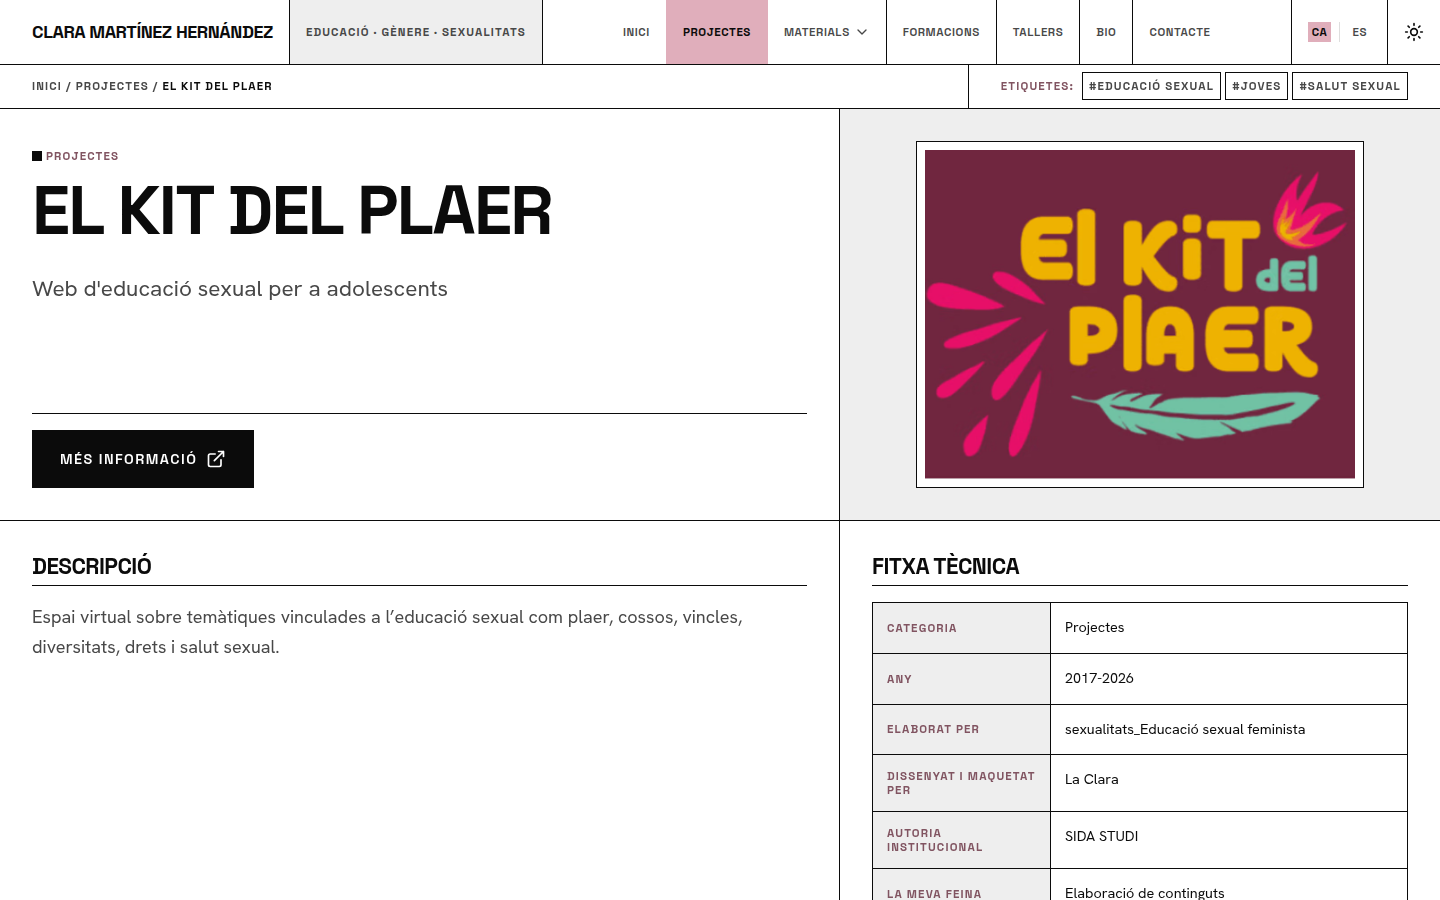 CLARA MARTÍNEZ HERNÁNDEZ
EDUCACIÓ · GÈNERE · SEXUALITATS
INICI
PROJECTES
MATERIALS
FORMACIONS
TALLERS
BIO
CONTACTE
CA
ES
INICI / PROJECTES / EL KIT DEL PLAER
ETIQUETES:
#EDUCACIÓ SEXUAL
#JOVES
#SALUT SEXUAL
PROJECTES
EL KIT DEL PLAER
Web d'educació sexual per a adolescents
MÉS INFORMACIÓ
El KiT del
plaER
DESCRIPCIÓ
Espai virtual sobre temàtiques vinculades a l’educació sexual com plaer, cossos, vincles,
diversitats, drets i salut sexual.
FITXA TÈCNICA
CATEGORIA
Projectes
ANY
2017-2026
ELABORAT PER
sexualitats_Educació sexual feminista
DISSENYAT I MAQUETAT
PER
La Clara
AUTORIA
INSTITUCIONAL
SIDA STUDI
LA MEVA FEINA
Elaboració de continguts